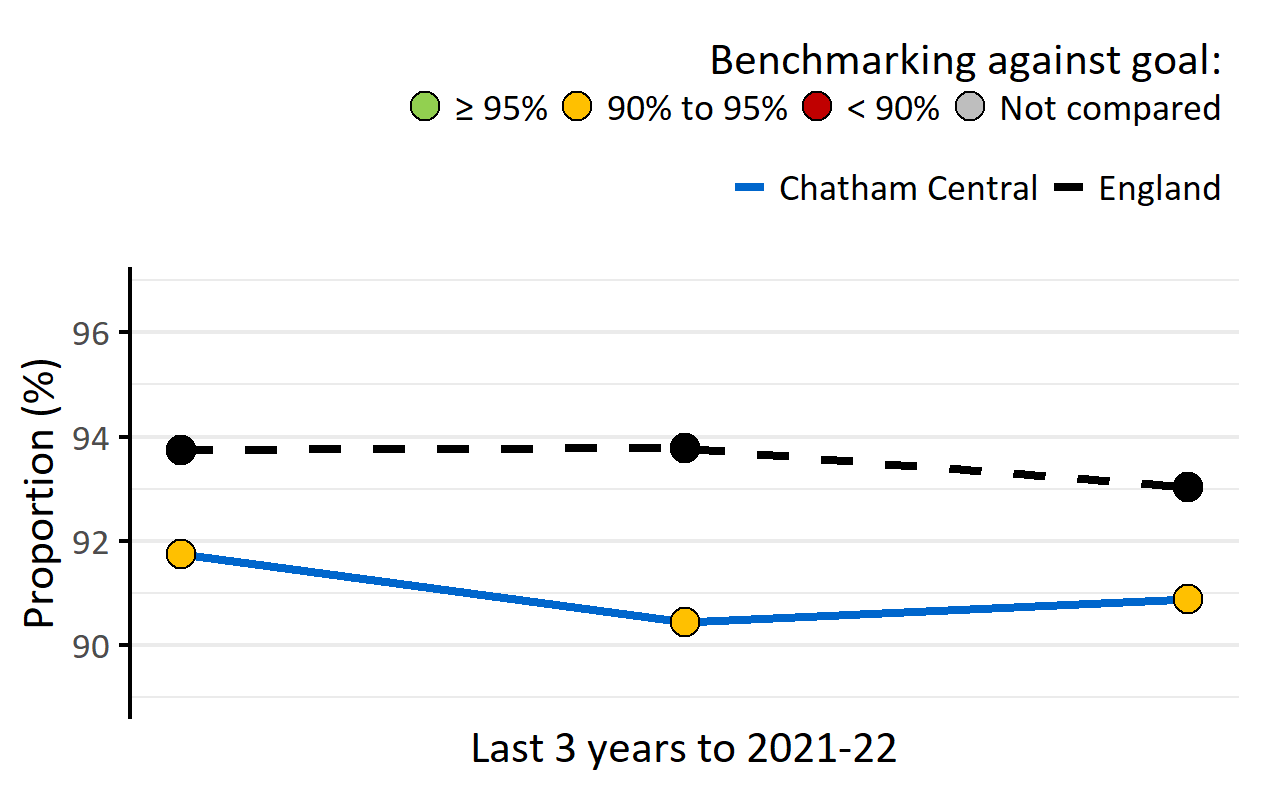 Benchmarking against goal:
≥ 95% 90% to 95% < 90% Not compared
Chatham Central England
Proportion (%)
96
94
92
90
Last 3 years to 2021-22